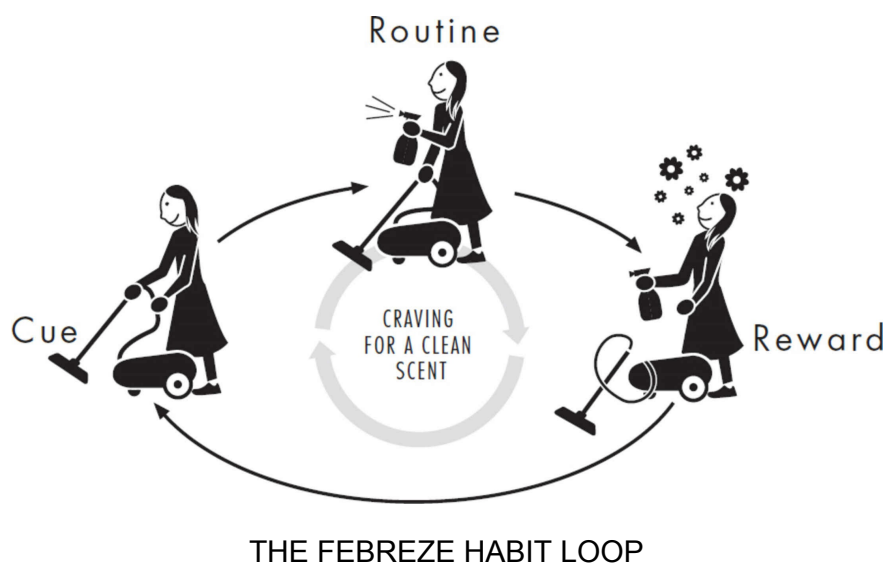 Routine
Cue
CRAVING
FOR A CLEAN
SCENT
Reward
THE FEBREZE HABIT LOOP